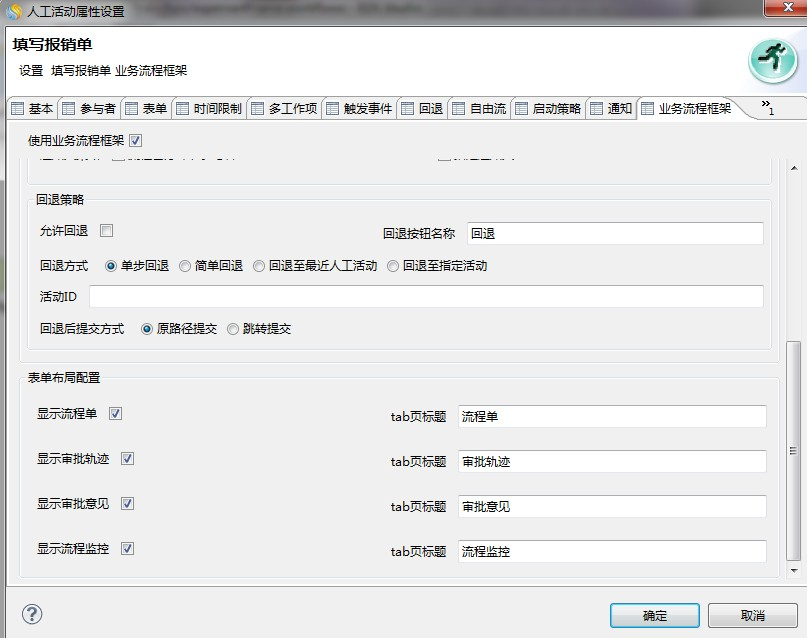 人工活动属性设置
填写报销单
设置 填写报销单 业务流程框架
基本 参与者 表单 时间限制 多工作项 触发事件 回退 自由流 启动策略 通知 业务流程框架 »1
使用业务流程框架
回退策略
允许回退 回退按钮名称 回退
回退方式 单步回退 简单回退 回退至最近人工活动 回退至指定活动
活动ID
回退后提交方式 原路径提交 跳转提交
表单布局配置
显示流程单 tab页标题 流程单
显示审批轨迹 tab页标题 审批轨迹
显示审批意见 tab页标题 审批意见
显示流程监控 tab页标题 流程监控
确定 取消